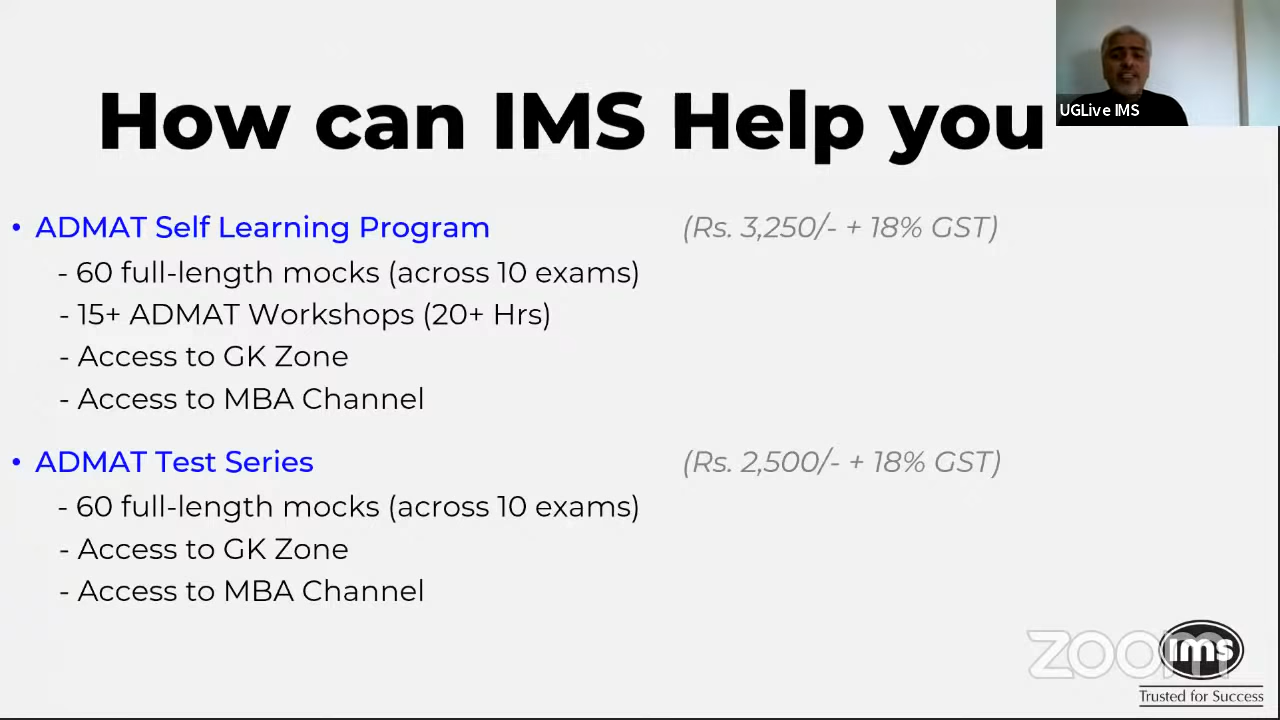 How can IMS Help you
UGLive IMS
• ADMAT Self Learning Program (Rs. 3,250/- + 18% GST)
- 60 full-length mocks (across 10 exams)
- 15+ ADMAT Workshops (20+ Hrs)
- Access to GK Zone
- Access to MBA Channel
• ADMAT Test Series (Rs. 2,500/- + 18% GST)
- 60 full-length mocks (across 10 exams)
- Access to GK Zone
- Access to MBA Channel
zoom
ims
Trusted for Success